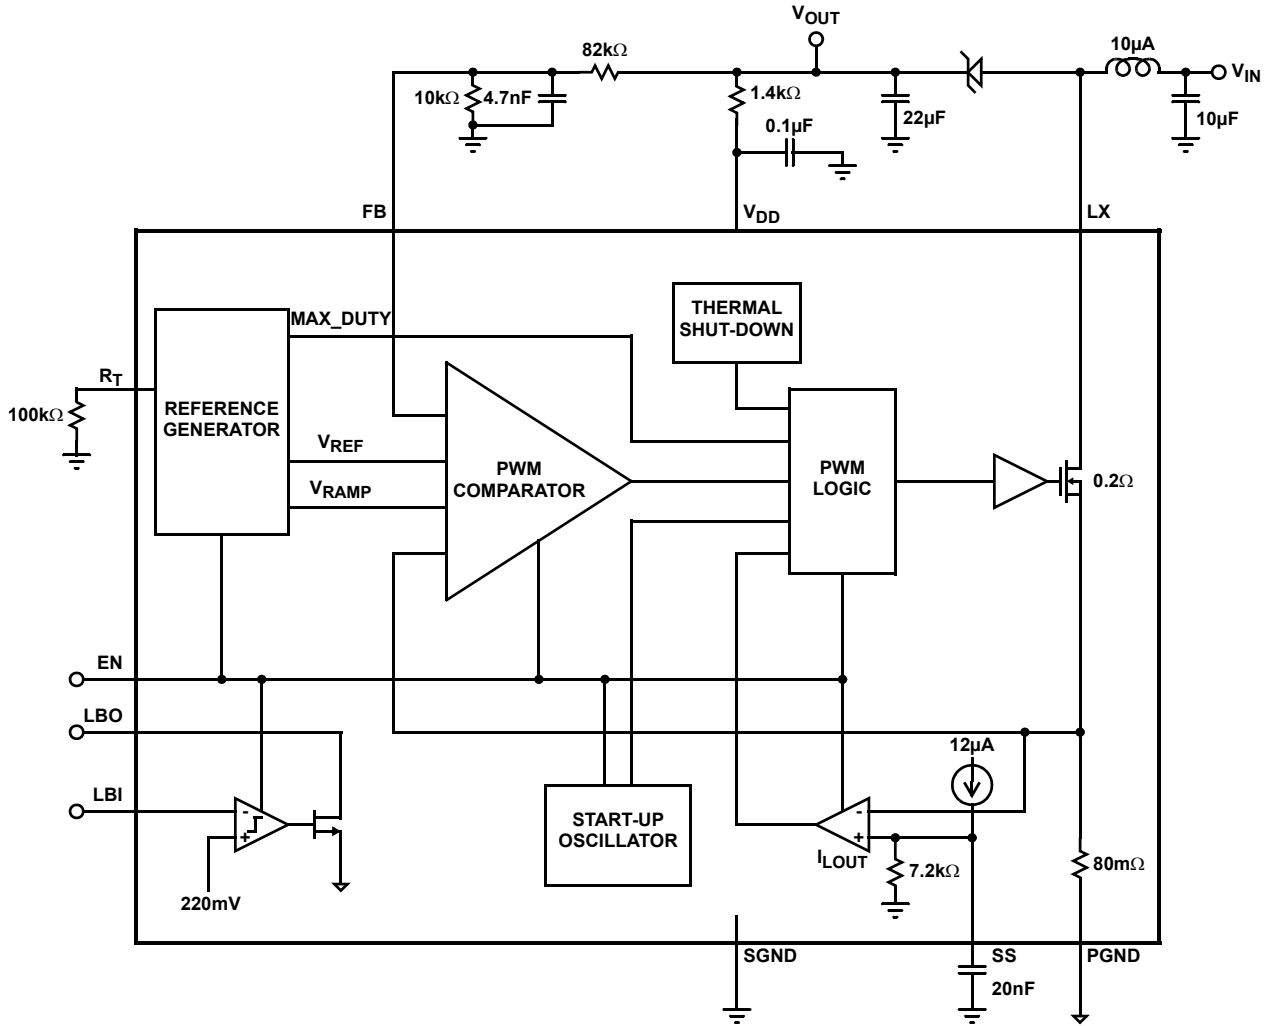 VOUT
10µA
VIN
82kΩ
10kΩ
4.7nF
1.4kΩ
0.1µF
22µF
10µF
FB
VDD
LX
MAX_DUTY
THERMAL
SHUT-DOWN
RT
100kΩ
REFERENCE
GENERATOR
VREF
VRAMP
PWM
COMPARATOR
PWM
LOGIC
0.2Ω
EN
LBO
LBI
-
+
220mV
START-UP
OSCILLATOR
12µA
-
+
ILOUT
7.2kΩ
80mΩ
SGND
SS
PGND
20nF